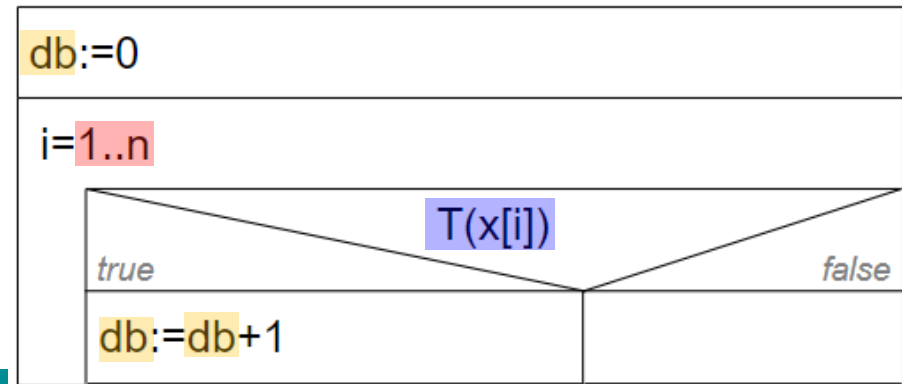 db:=0
i=1..n
T(x[i])
true false
db:=db+1